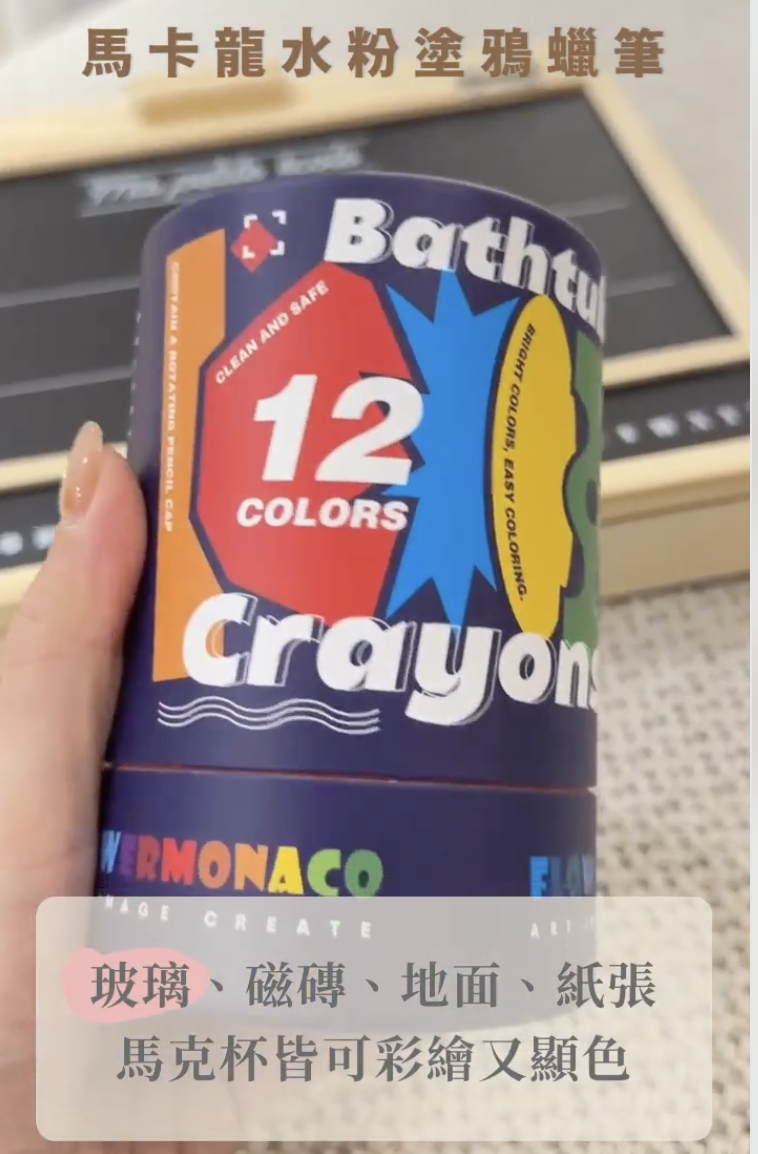 馬卡龍水粉塗鴉蠟筆
Bathtu
CLEAN AND SAFE
12
COLORS
CONTAIN A ROTATING PENCIL CAP
BRIGHT COLORS, EASY COLORING.
Crayons
WERMONACO
MAGE CREATE
玻璃、磁磚、地面、紙張
馬克杯皆可彩繪又顯色